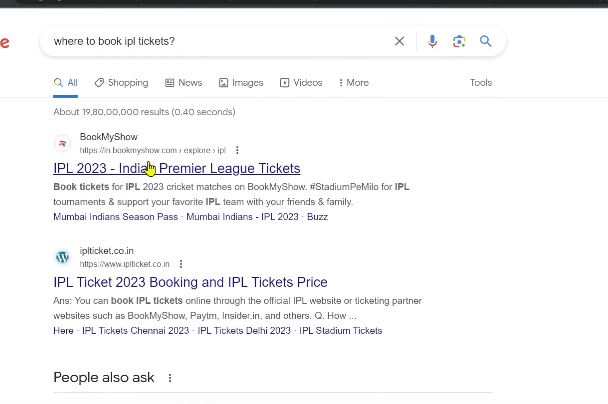 e
where to book ipl tickets?
All Shopping News Images Videos More Tools
About 19,80,00,000 results (0.40 seconds)
BookMyShow
https://in.bookmyshow.com › explore › ipl
IPL 2023 - Indian Premier League Tickets
Book tickets for IPL 2023 cricket matches on BookMyShow. #StadiumPeMilo for IPL
tournaments & support your favorite IPL team with your friends & family.
Mumbai Indians Season Pass · Mumbai Indians - IPL 2023 · Buzz
iplticket.co.in
https://www.iplticket.co.in
IPL Ticket 2023 Booking and IPL Tickets Price
Ans: You can book IPL tickets online through the official IPL website or ticketing partner
websites such as BookMyShow, Paytm, Insider.in, and others. Q. How ...
Here · IPL Tickets Chennai 2023 · IPL Tickets Delhi 2023 · IPL Stadium Tickets
People also ask